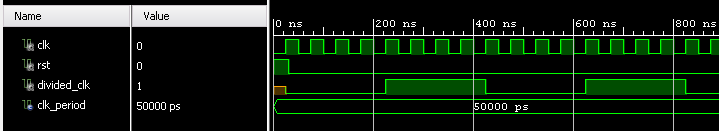 Name Value 0 ns 200 ns 400 ns 600 ns 800 ns
clk 0
rst 0
divided_clk 1
clk_period 50000 ps 50000 ps